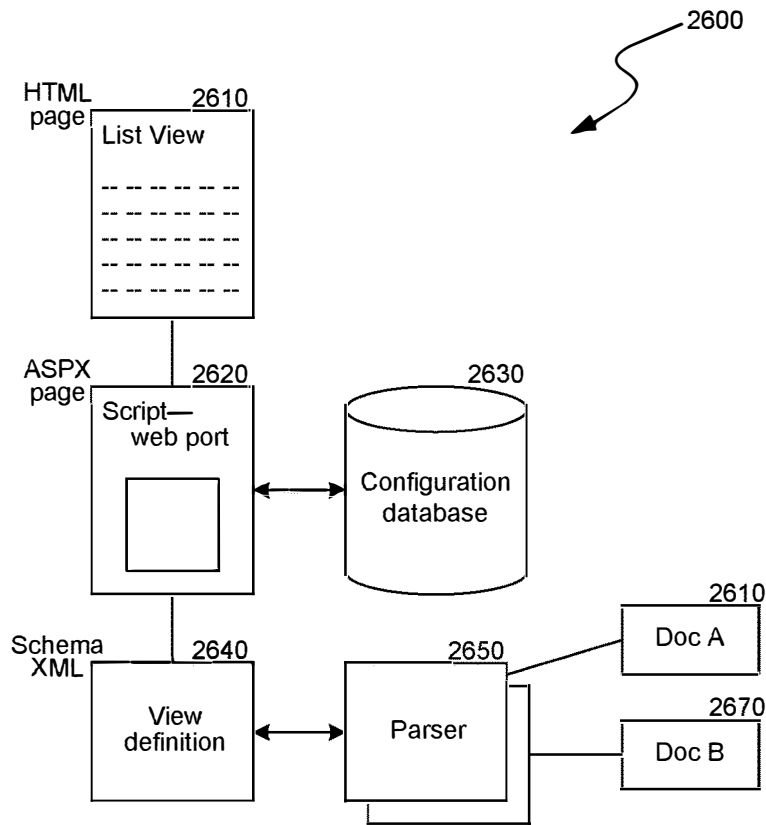 2600
HTML
page
2610
List View
ASPX
page
2620
Script—
web port
2630
Configuration
database
Schema
XML
2640
View
definition
2650
Parser
2610
Doc A
2670
Doc B